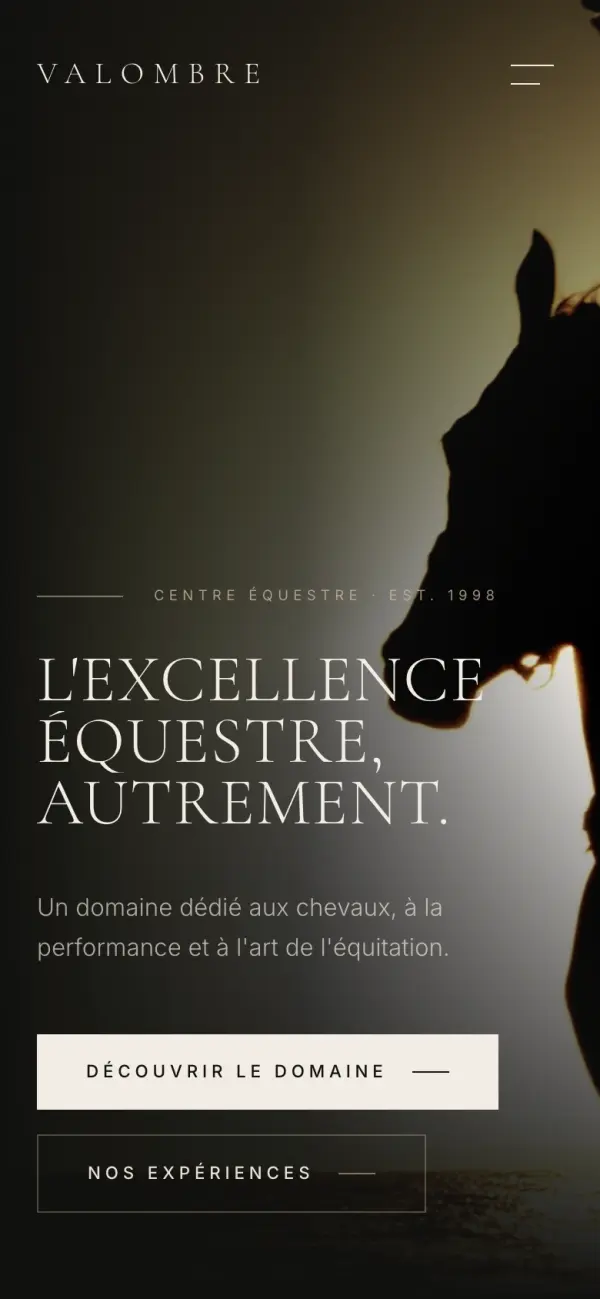 VALOMBRE
CENTRE ÉQUESTRE · EST. 1998
L'EXCELLENCE
ÉQUESTRE,
AUTREMENT.
Un domaine dédié aux chevaux, à la
performance et à l'art de l'équitation.
DÉCOUVRIR LE DOMAINE
NOS EXPÉRIENCES